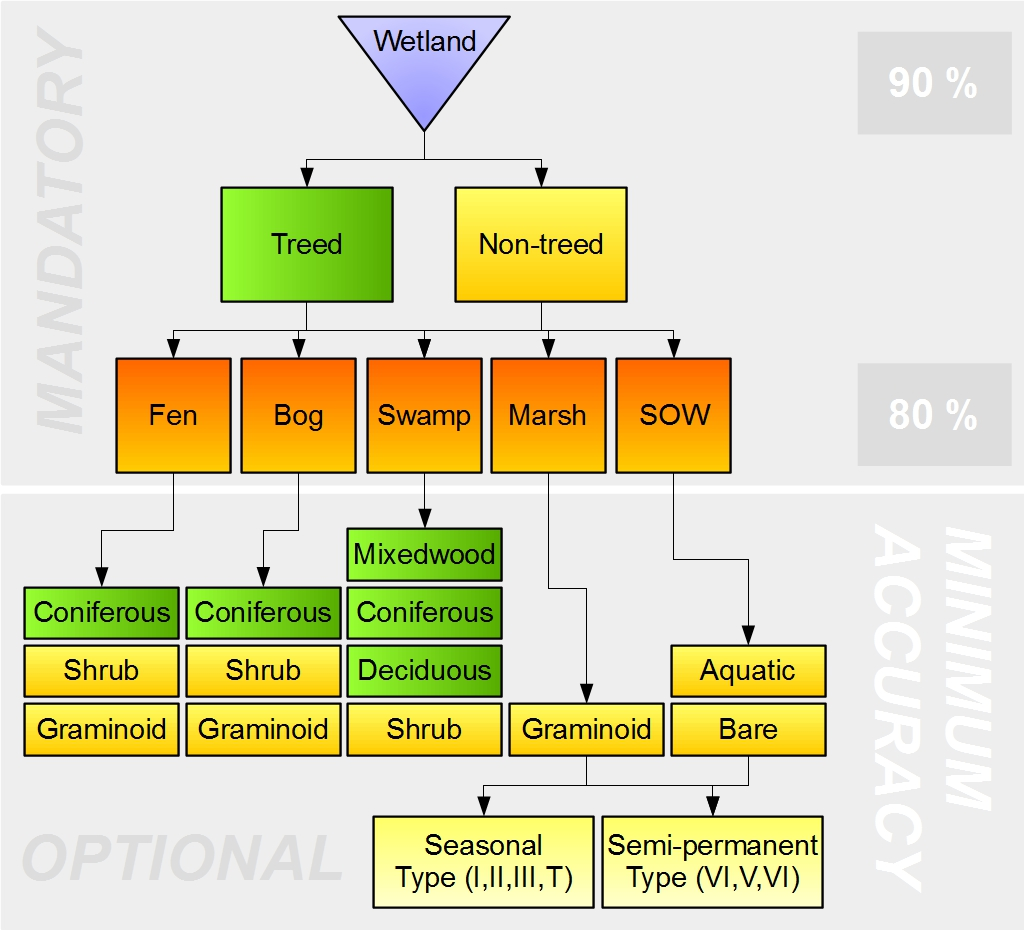 Wetland
90 %
MANDATORY
Treed
Non-treed
Fen
Bog
Swamp
Marsh
SOW
80 %
Mixedwood
Coniferous
Coniferous
Coniferous
Shrub
Shrub
Deciduous
Aquatic
Graminoid
Graminoid
Shrub
Graminoid
Bare
MINIMUM
ACCURACY
OPTIONAL
Seasonal
Type (I,II,III,T)
Semi-permanent
Type (VI,V,VI)